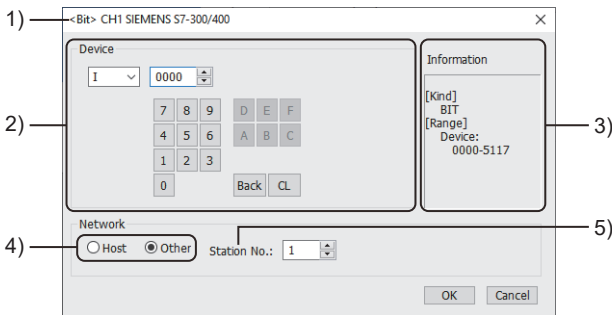 1)
<Bit> CH1 SIEMENS S7-300/400
Device
I 0000
7 8 9 D E F
4 5 6 A B C
1 2 3
0 Back CL
2)
Information
[Kind]
BIT
[Range]
Device:
0000-5117
3)
Network
4)
Host Other Station No.: 1
5)
OK Cancel